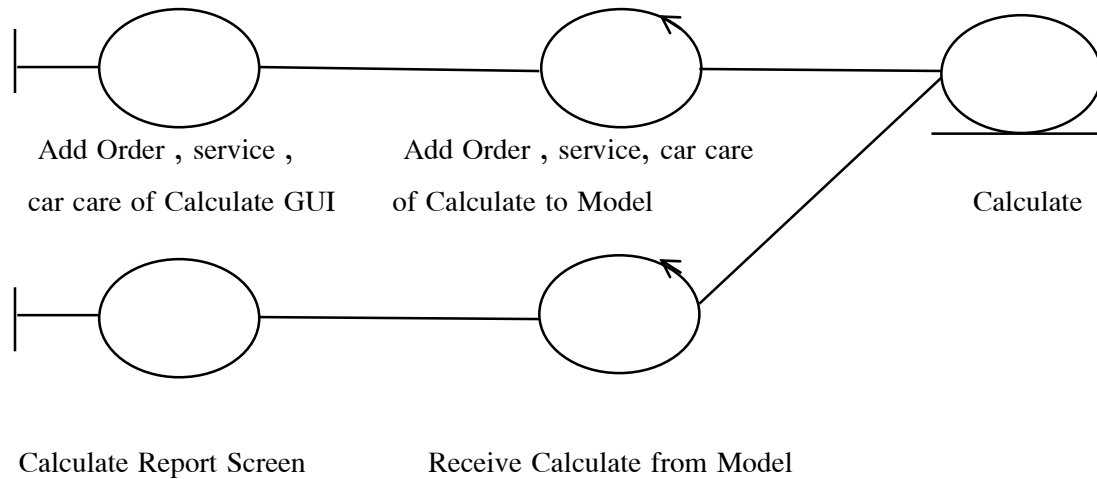 Add Order , service ,
car care of Calculate GUI
Add Order , service, car care
of Calculate to Model
Calculate
Calculate Report Screen
Receive Calculate from Model